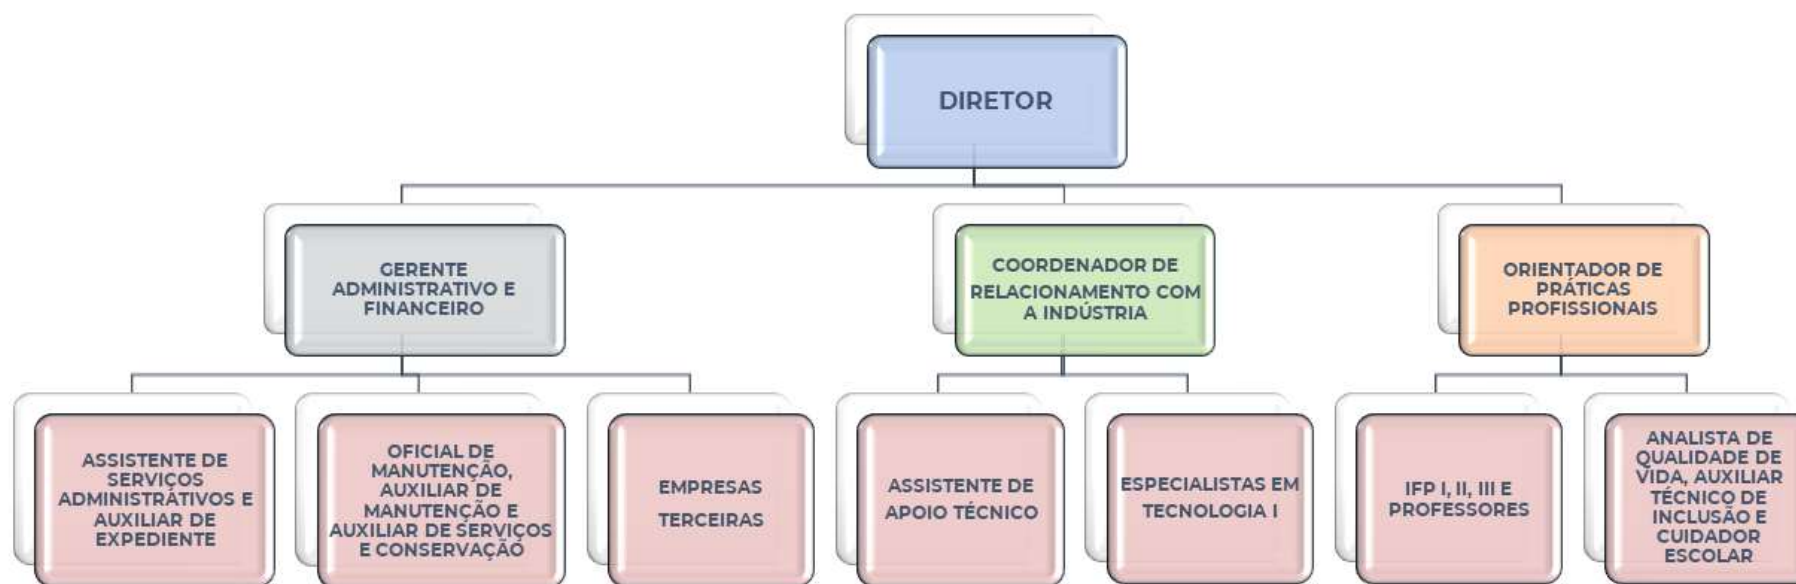 DIRETOR
GERENTE
ADMINISTRATIVO E
FINANCEIRO
COORDENADOR DE
RELACIONAMENTO COM
A INDÚSTRIA
ORIENTADOR DE
PRÁTICAS
PROFISSIONAIS
ASSISTENTE DE
SERVIÇOS
ADMINISTRATIVOS E
AUXILIAR DE
EXPEDIENTE
OFICIAL DE
MANUTENÇÃO,
AUXILIAR DE
MANUTENÇÃO E
AUXILIAR DE SERVIÇOS
E CONSERVAÇÃO
EMPRESAS
TERCEIRAS
ASSISTENTE DE
APOIO TÉCNICO
ESPECIALISTAS EM
TECNOLOGIA I
IFP I, II, III E
PROFESSORES
ANALISTA DE
QUALIDADE DE
VIDA, AUXILIAR
TÉCNICO DE
INCLUSÃO E
CUIDADOR
ESCOLAR